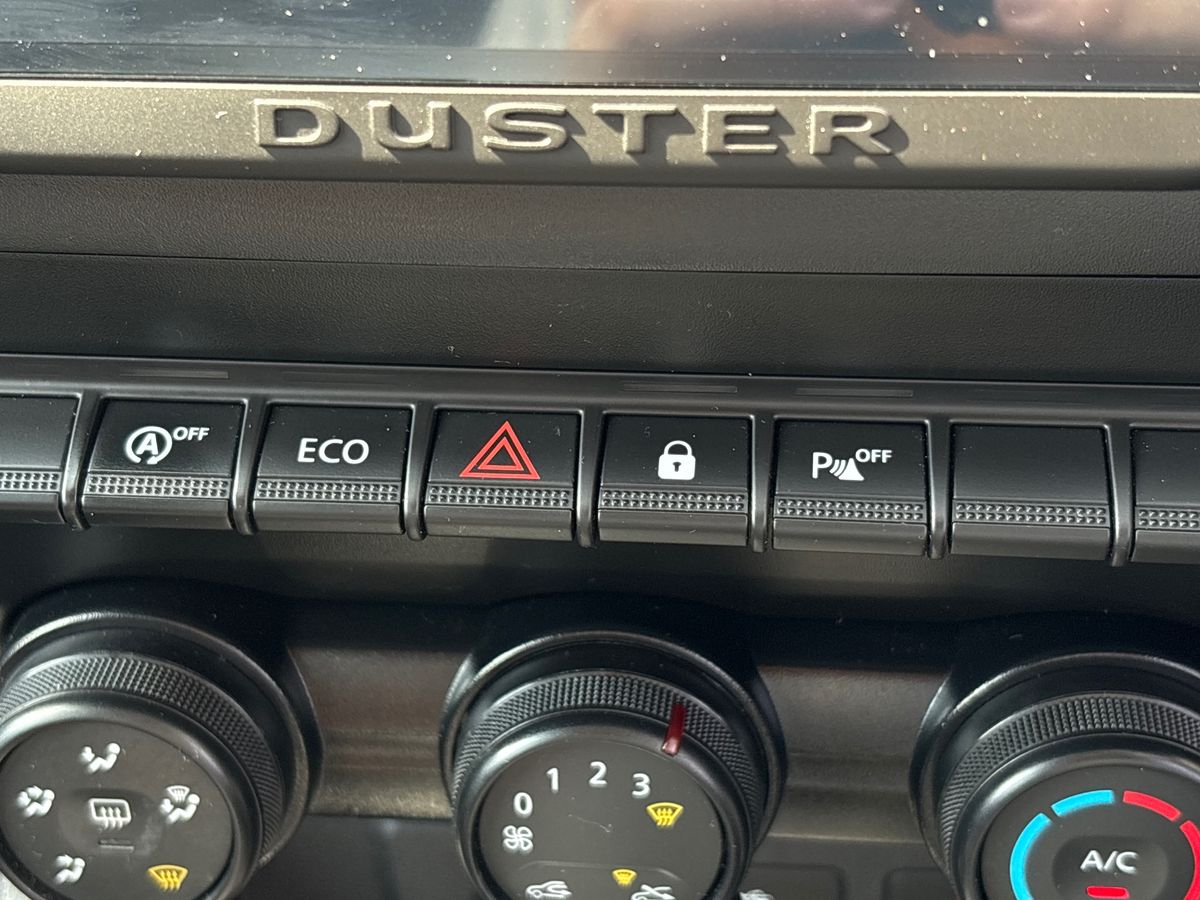 DUSTER
A OFF
ECO
P OFF
0 1 2 3
A/C